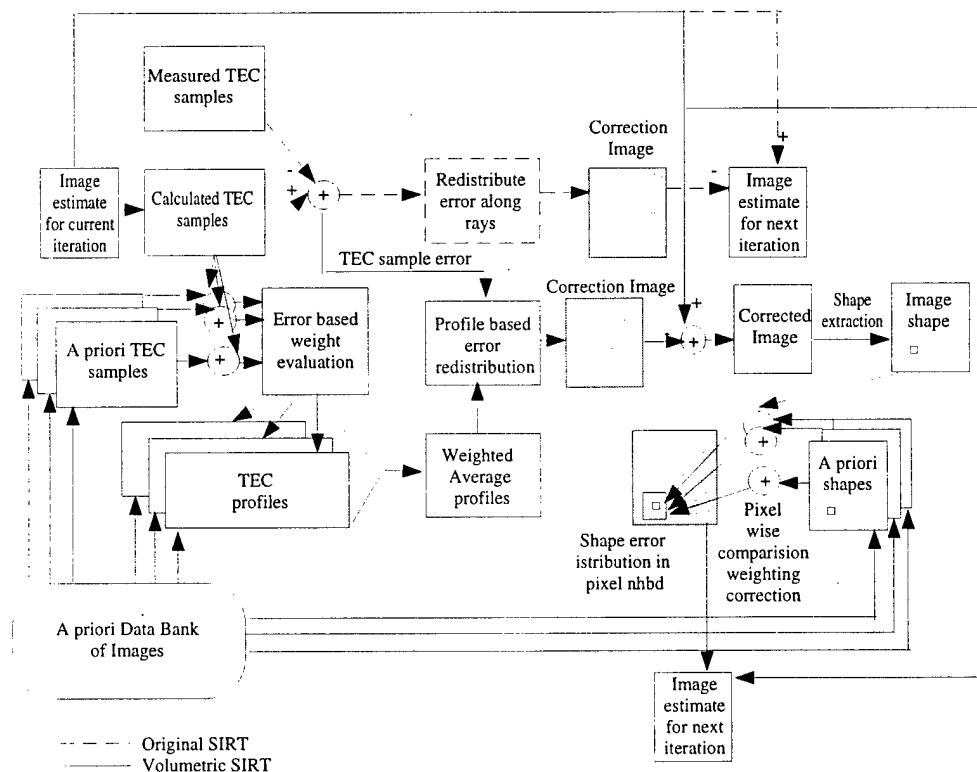 Measured TEC
samples
Correction
Image
+
-
-
+
+
Image
estimate
for current
iteration
Calculated TEC
samples
Redistribute
error along
rays
Image
estimate
for next
iteration
TEC sample error
Correction Image
+
A priori TEC
samples
+
+
Error based
weight
evaluation
Profile based
error
redistribution
-
+
Corrected
Image
Shape
extraction
Image
shape
TEC
profiles
Weighted
Average
profiles
+
+
A priori
shapes
Shape error
istribution in
pixel nhbd
Pixel
wise
comparision
weighting
correction
A priori Data Bank
of Images
Image
estimate
for next
iteration
Original SIRT
Volumetric SIRT